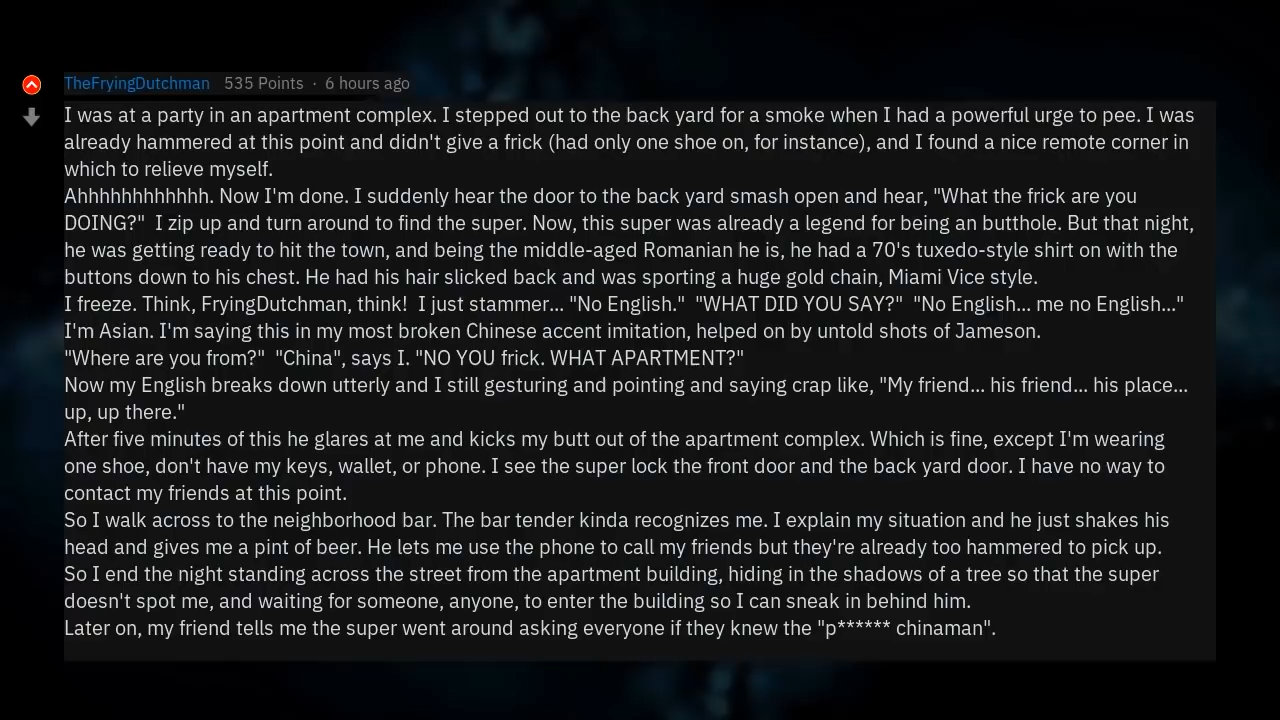 TheFryingDutchman 535 Points · 6 hours ago
I was at a party in an apartment complex. I stepped out to the back yard for a smoke when I had a powerful urge to pee. I was
already hammered at this point and didn't give a frick (had only one shoe on, for instance), and I found a nice remote corner in
which to relieve myself.
Ahhhhhhhhhhhh. Now I'm done. I suddenly hear the door to the back yard smash open and hear, "What the frick are you
DOING?"  I zip up and turn around to find the super. Now, this super was already a legend for being an butthole. But that night,
he was getting ready to hit the town, and being the middle-aged Romanian he is, he had a 70's tuxedo-style shirt on with the
buttons down to his chest. He had his hair slicked back and was sporting a huge gold chain, Miami Vice style.
I freeze. Think, FryingDutchman, think!  I just stammer... "No English."  "WHAT DID YOU SAY?"  "No English... me no English..."
I'm Asian. I'm saying this in my most broken Chinese accent imitation, helped on by untold shots of Jameson.
"Where are you from?"  "China", says I. "NO YOU frick. WHAT APARTMENT?"
Now my English breaks down utterly and I still gesturing and pointing and saying crap like, "My friend... his friend... his place...
up, up there."
After five minutes of this he glares at me and kicks my butt out of the apartment complex. Which is fine, except I'm wearing
one shoe, don't have my keys, wallet, or phone. I see the super lock the front door and the back yard door. I have no way to
contact my friends at this point.
So I walk across to the neighborhood bar. The bar tender kinda recognizes me. I explain my situation and he just shakes his
head and gives me a pint of beer. He lets me use the phone to call my friends but they're already too hammered to pick up.
So I end the night standing across the street from the apartment building, hiding in the shadows of a tree so that the super
doesn't spot me, and waiting for someone, anyone, to enter the building so I can sneak in behind him.
Later on, my friend tells me the super went around asking everyone if they knew the "p****** chinaman".